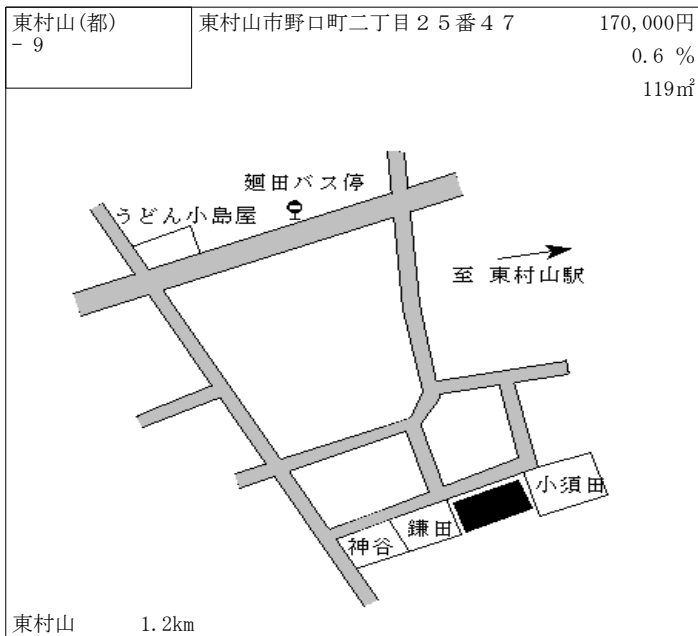 東村山(都)
- 9
東村山市野口町二丁目25番47
170,000円
0.6 %
119㎡
廻田バス停
うどん小島屋
至 東村山駅
小須田
鎌田
神谷
東村山 1.2km